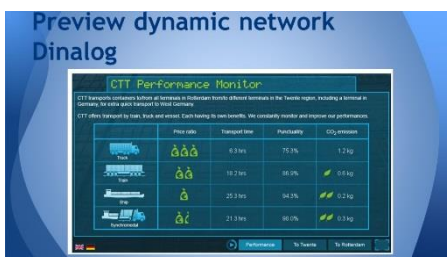 Preview dynamic network
Dinalog
CTT Performance Monitor
CTT transports containers to/from all terminals in Rotterdam from/to different terminals in the Twente region, including a terminal in
Germany, for extra quick transport to West Germany.
CTT offers transport by train, truck and vessel. Each having its own benefits. We constantly monitor and improve our performances.
Price ratio Transport time Punctuality CO2 emission
Truck 6.3 hrs 75.3% 1.2 kg
Train 18.2 hrs 0.6 kg
Ship 25.3 hrs 94.3% 0.2 kg
Synchromodal 21.3 hrs 98.0% 0.3 kg
Performance To Twente To Rotterdam